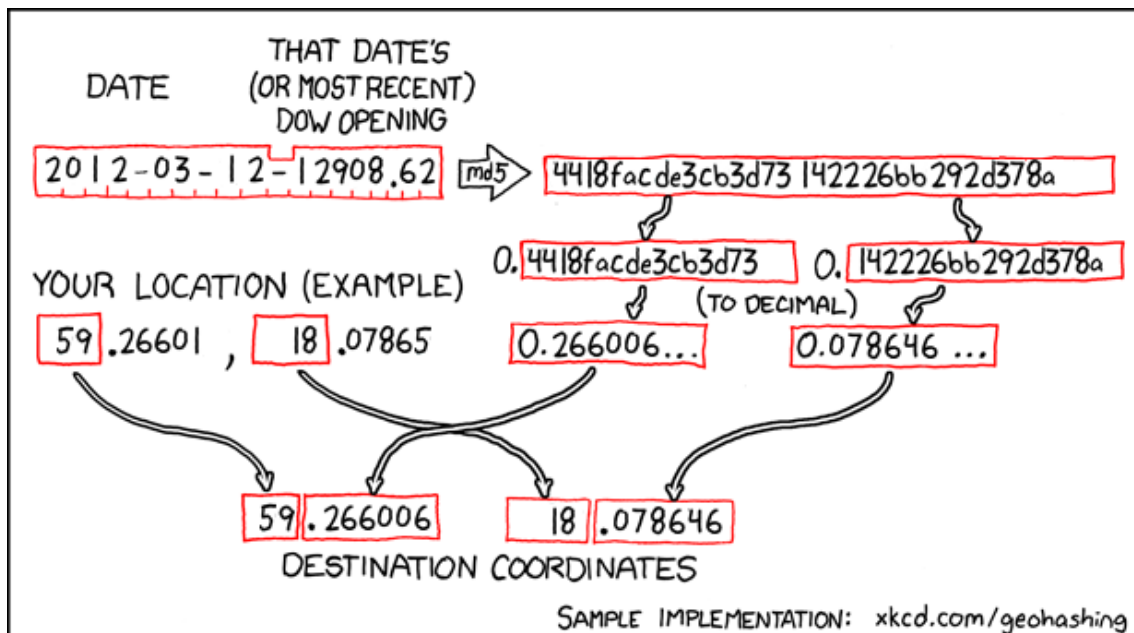 DATE
THAT DATE'S
(OR MOST RECENT)
DOW OPENING
2012-03-12-12908.62
md5
4418facde3cb3d73142226bb292d378a
0.4418facde3cb3d73
0.142226bb292d378a
(TO DECIMAL)
YOUR LOCATION (EXAMPLE)
59.26601, 18.07865
0.266006...
0.078646 ...
59.266006
18.078646
DESTINATION COORDINATES
SAMPLE IMPLEMENTATION: xkcd.com/geohashing